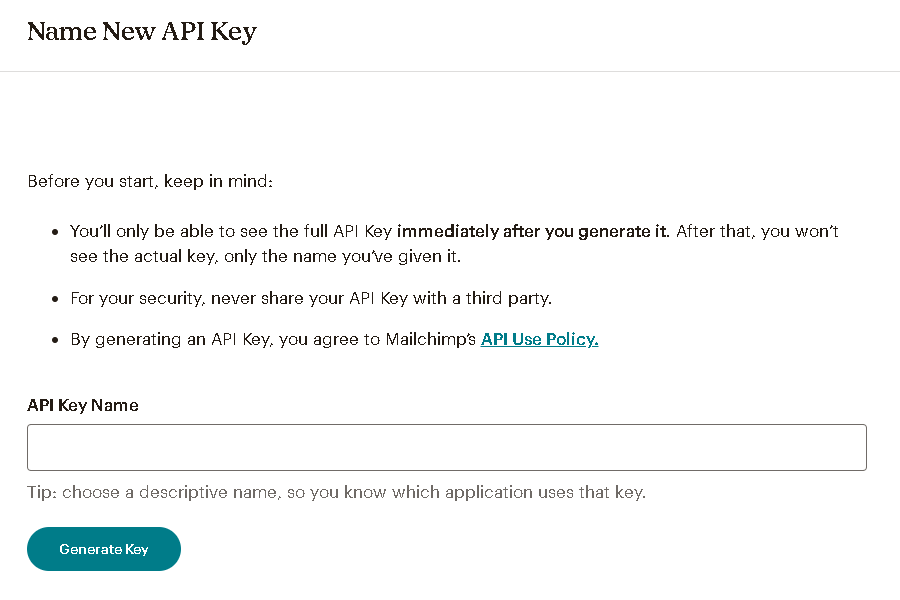 Name New API Key
Before you start, keep in mind:
You’ll only be able to see the full API Key immediately after you generate it. After that, you won’t
see the actual key, only the name you’ve given it.
For your security, never share your API Key with a third party.
By generating an API Key, you agree to Mailchimp’s API Use Policy.
API Key Name
Tip: choose a descriptive name, so you know which application uses that key.
Generate Key